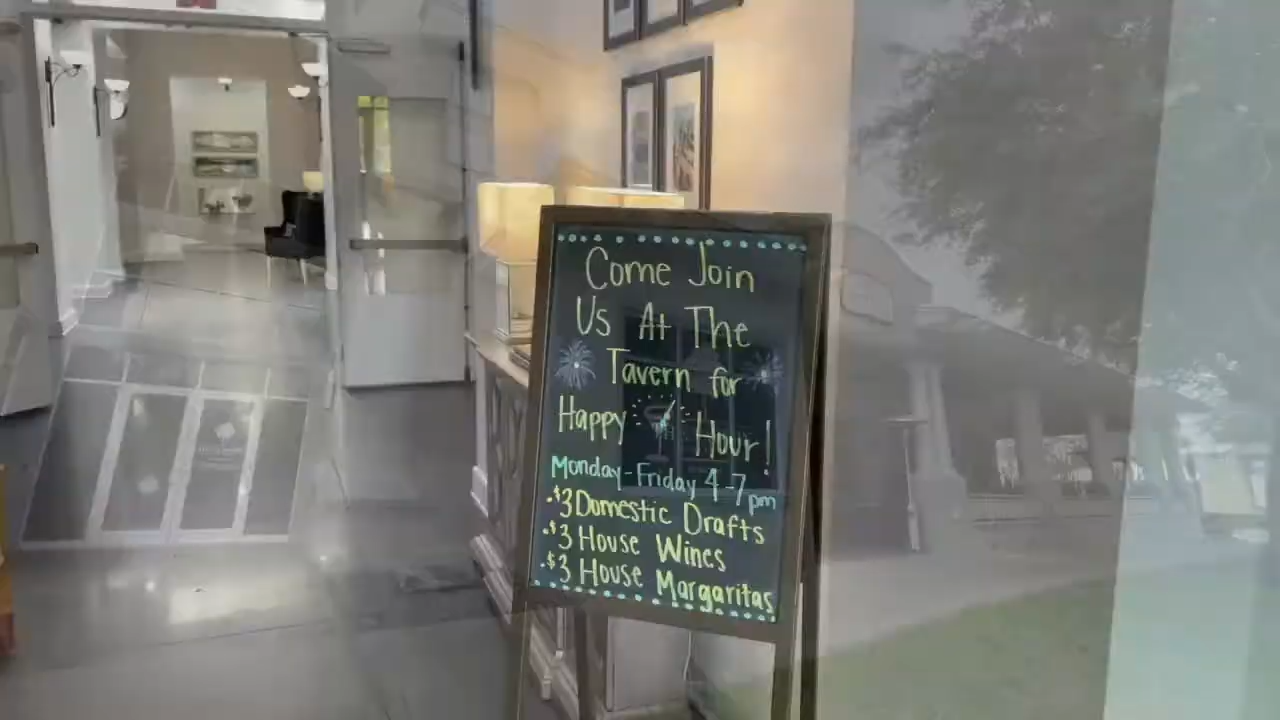 Come Join
Us At The
Tavern for
Happy Hour!
Monday-Friday 4-7pm
·$3 Domestic Drafts
·$3 House Wines
·$3 House Margaritas